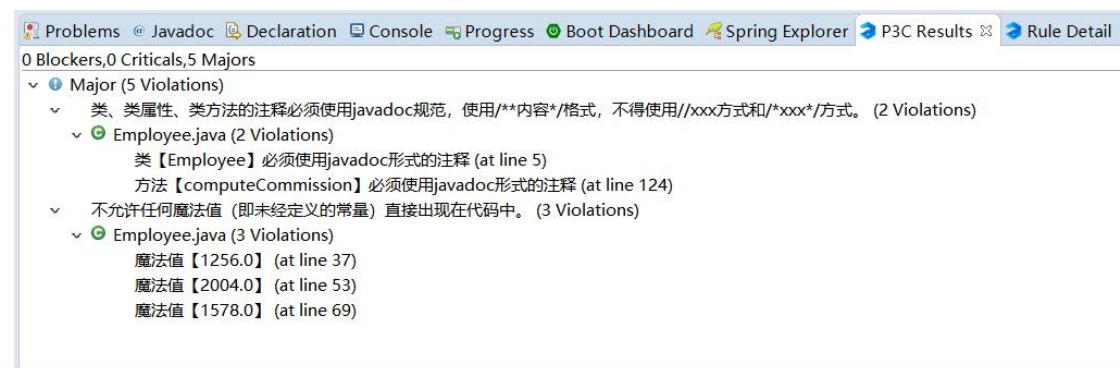 Problems @ Javadoc Declaration Console Progress Boot Dashboard Spring Explorer P3C Results Rule Detail
0 Blockers,0 Criticals,5 Majors
Major (5 Violations)
类、类属性、类方法的注释必须使用javadoc规范，使用/**内容*/格式，不得使用//xxx方式和/*xxx*/方式。 (2 Violations)
Employee.java (2 Violations)
类【Employee】必须使用javadoc形式的注释 (at line 5)
方法【computeCommission】必须使用javadoc形式的注释 (at line 124)
不允许任何魔法值（即未经定义的常量）直接出现在代码中。 (3 Violations)
Employee.java (3 Violations)
魔法值【1256.0】 (at line 37)
魔法值【2004.0】 (at line 53)
魔法值【1578.0】 (at line 69)